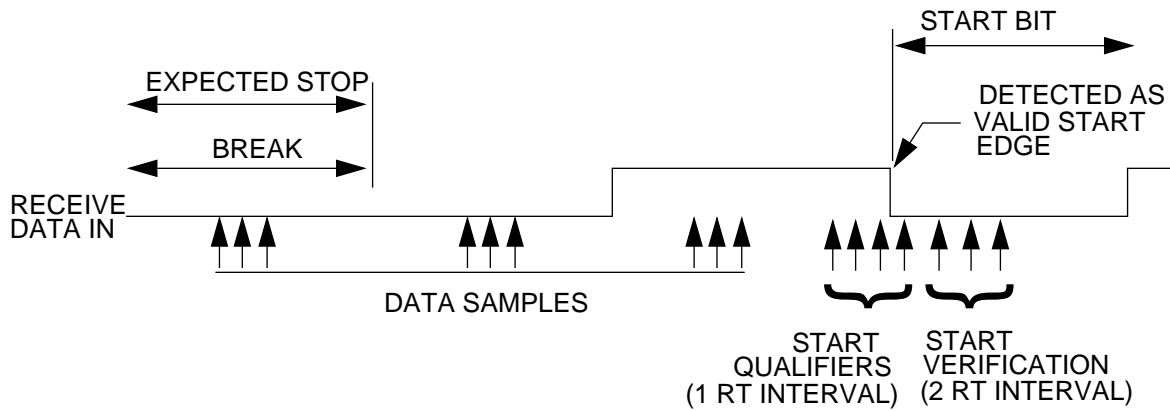 START BIT
EXPECTED STOP
DETECTED AS
VALID START
EDGE
BREAK
RECEIVE
DATA IN
DATA SAMPLES
START
QUALIFIERS
(1 RT INTERVAL)
START
VERIFICATION
(2 RT INTERVAL)